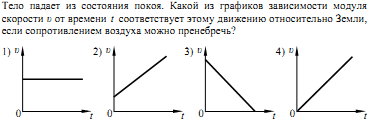 Тело падает из состояния покоя. Какой из графиков зависимости модуля
скорости υ от времени t соответствует этому движению относительно Земли,
если сопротивлением воздуха можно пренебречь?
1) υ 2) υ 3) υ 4) υ
0 t 0 t 0 t 0 t